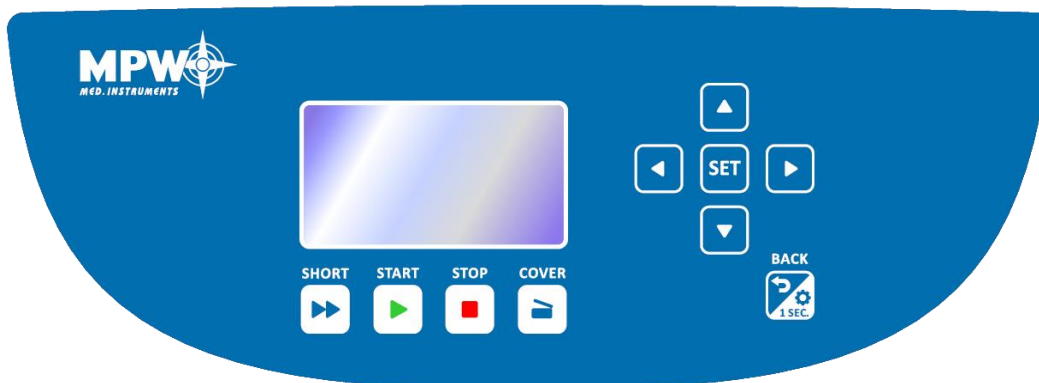 MPW
MED. INSTRUMENTS
SET
SHORT START STOP COVER
BACK
1 SEC.